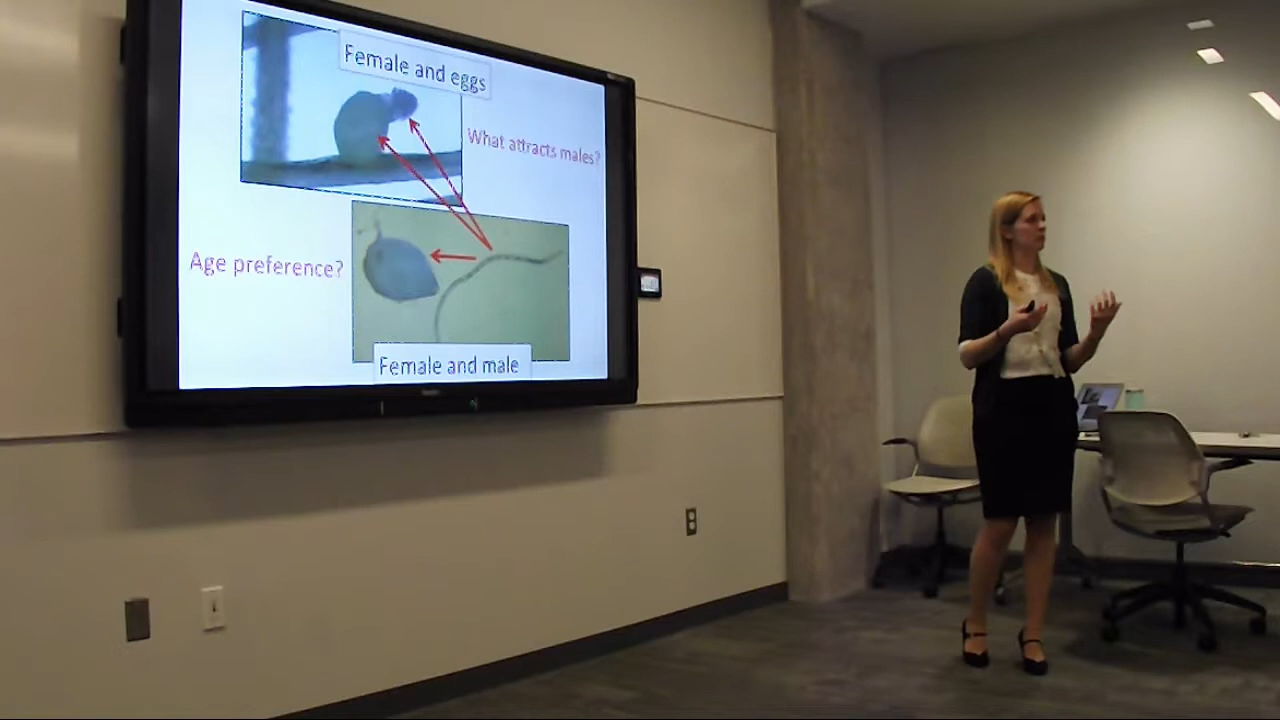 Female and eggs
What attracts males?
Age preference?
Female and male